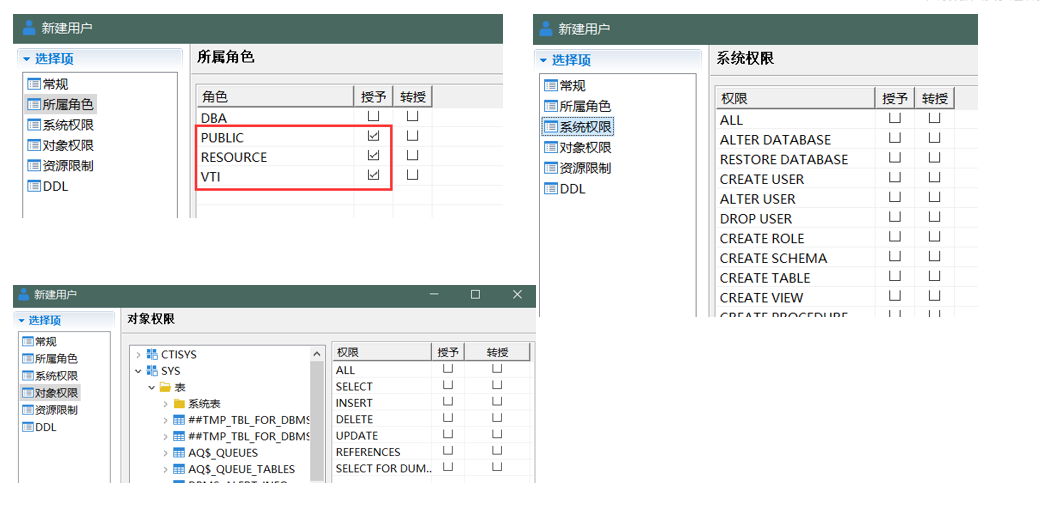 新建用户
选择项
常规
所属角色
系统权限
对象权限
资源限制
DDL
所属角色
角色 授予 转授
DBA
PUBLIC
RESOURCE
VTI
新建用户
选择项
常规
所属角色
系统权限
对象权限
资源限制
DDL
系统权限
权限 授予 转授
ALL
ALTER DATABASE
RESTORE DATABASE
CREATE USER
ALTER USER
DROP USER
CREATE ROLE
CREATE SCHEMA
CREATE TABLE
CREATE VIEW
CREATE PROCEDURE
新建用户
选择项
常规
所属角色
系统权限
对象权限
资源限制
DDL
对象权限
CTISYS
SYS
表
系统表
##TMP_TBL_FOR_DBMS
##TMP_TBL_FOR_DBMS
AQ$_QUEUES
AQ$_QUEUE_TABLES
DBMS_ALERT_INFO
权限 授予 转授
ALL
SELECT
INSERT
DELETE
UPDATE
REFERENCES
SELECT FOR DUM..